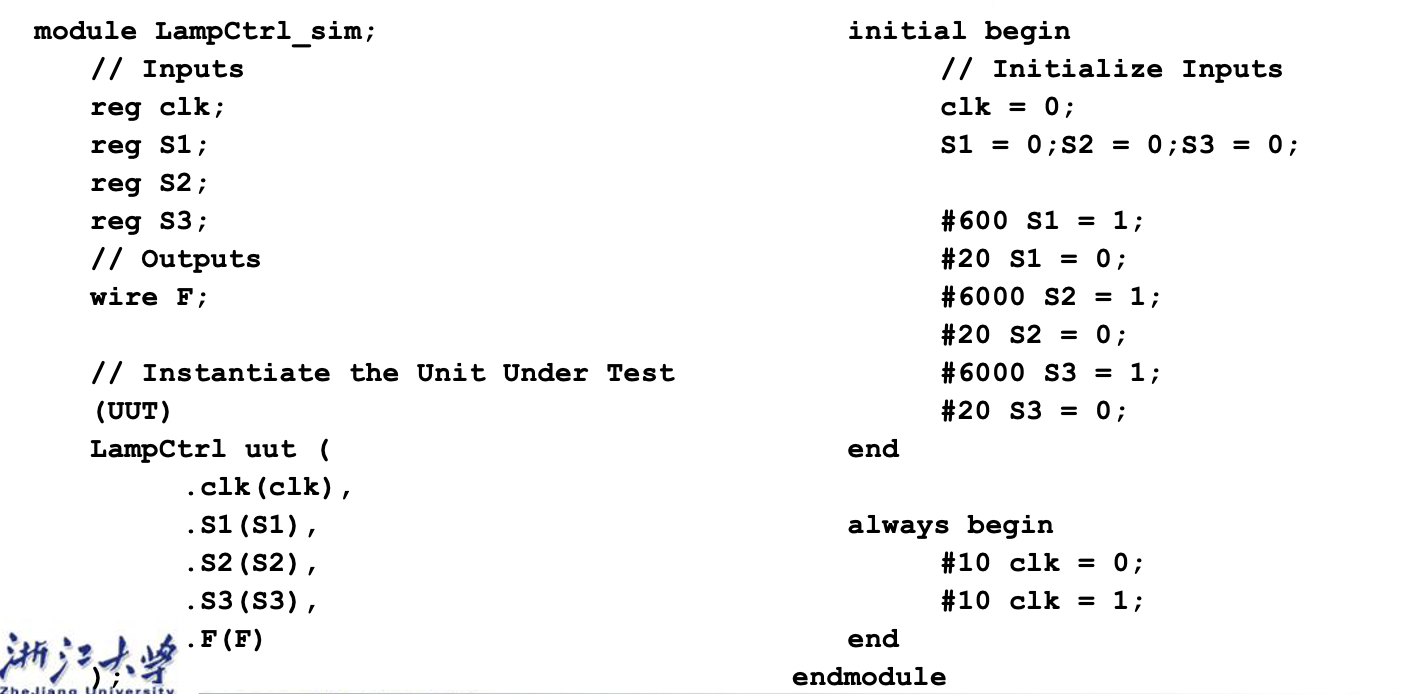 module LampCtrl_sim;
// Inputs
reg clk;
reg S1;
reg S2;
reg S3;
// Outputs
wire F;
// Instantiate the Unit Under Test
(UUT)
LampCtrl uut (
.clk(clk),
.S1(S1),
.S2(S2),
.S3(S3),
.F(F)
);
initial begin
// Initialize Inputs
clk = 0;
S1 = 0;S2 = 0;S3 = 0;
#600 S1 = 1;
#20 S1 = 0;
#6000 S2 = 1;
#20 S2 = 0;
#6000 S3 = 1;
#20 S3 = 0;
end
always begin
#10 clk = 0;
#10 clk = 1;
end
endmodule
浙江大学
ZheJiang University